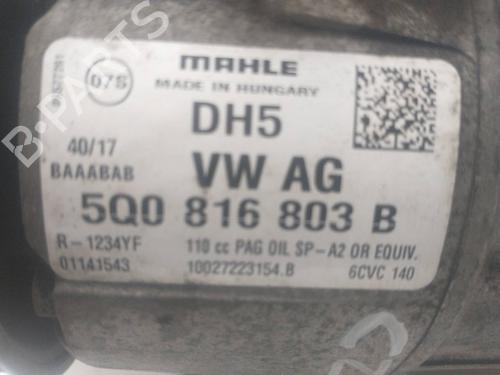 MAHLE
07S
MADE IN HUNGARY
DH5
40/17
BAAABAB
VW AG
5Q0 816 803 B
R-1234YF 110 cc PAG OIL SP-A2 OR EQUIV.
01141543 10027223154.B 6CVC 140
B-PARTS